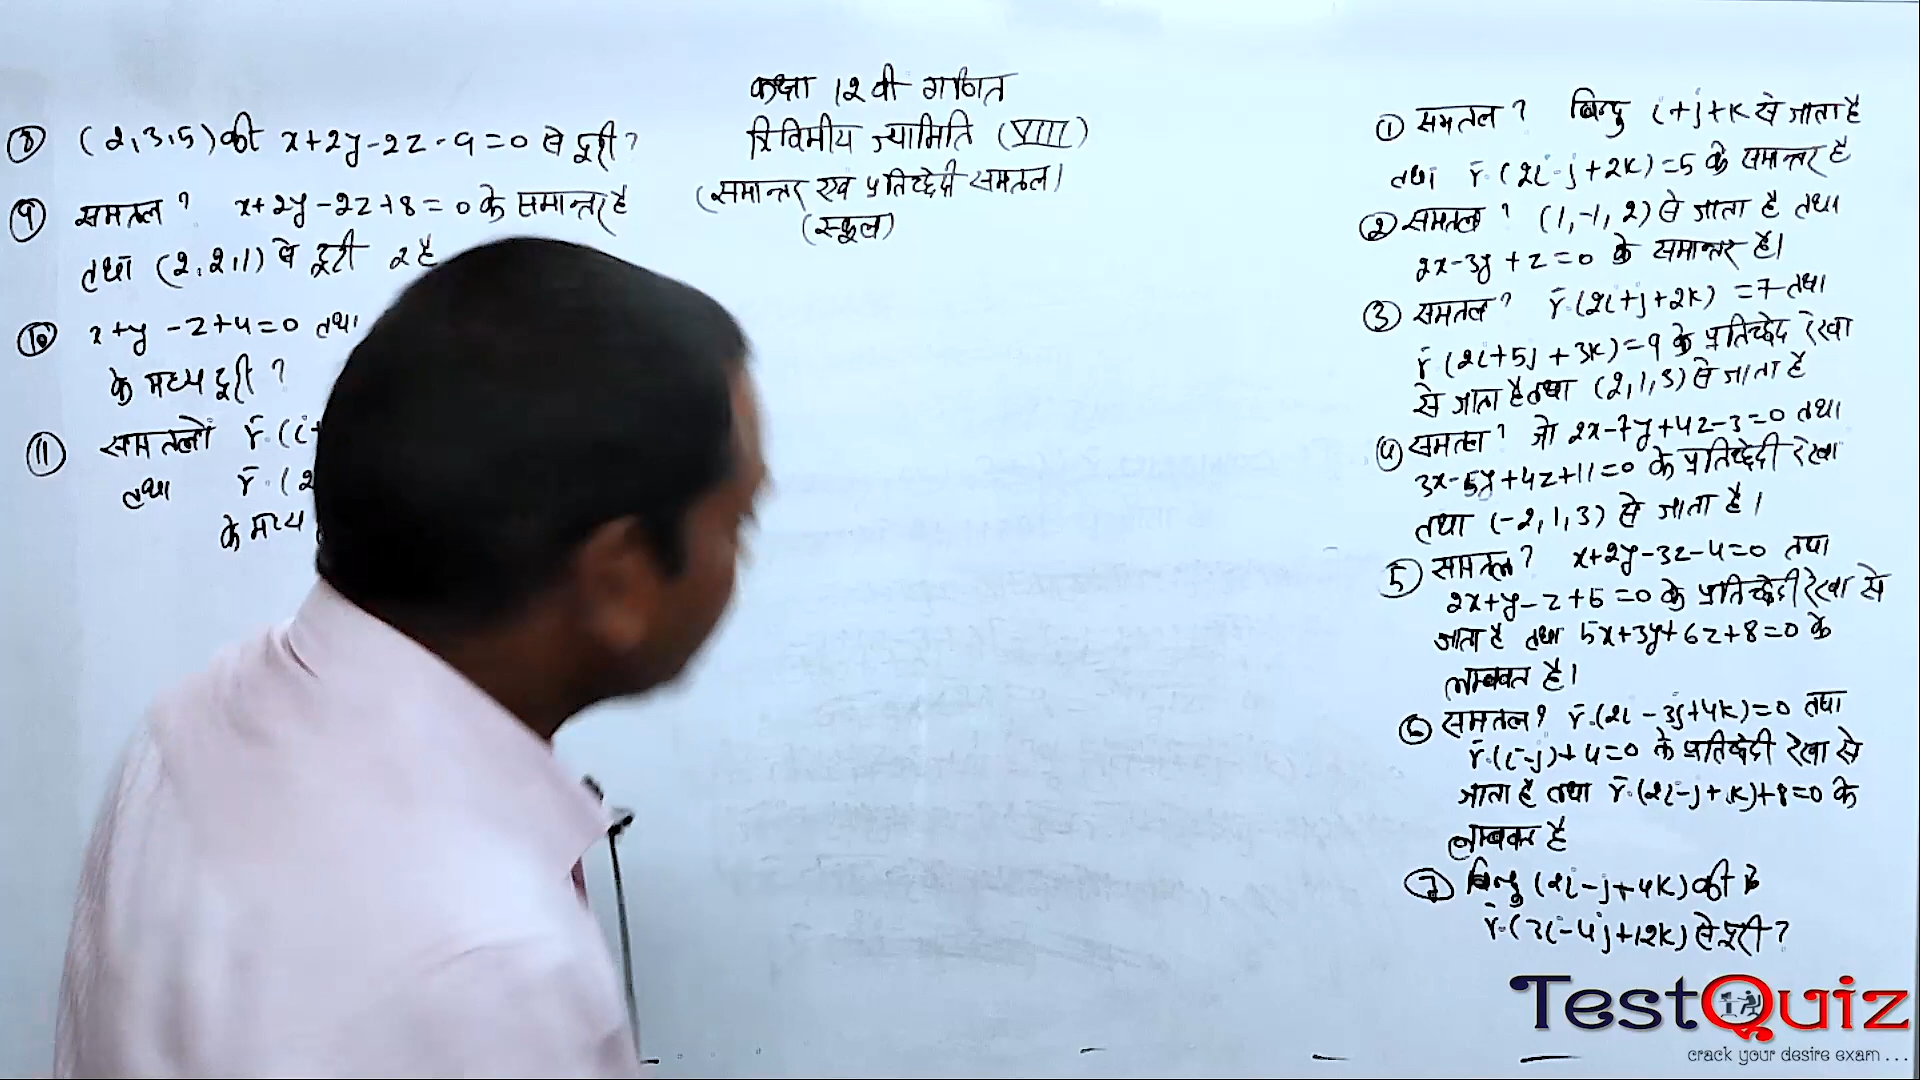 कक्षा 12 वी गणित
त्रिविमीय ज्यामिति (VIII)
(समान्तर एवं प्रतिच्छेदी समतल)
(स्कूल)
① समतल ? बिन्दु i+j+k से जाता है
तथा r̄.(2i-j+2k)=5 के समान्तर है
② समतल ? (1,-1,2) से जाता है तथा
2x-3y+z=0 के समान्तर है।
③ समतल ? r̄.(2i+j+2k) =7 तथा
r̄(2i+5j+3k)=9 के प्रतिच्छेद रेखा
से जाता है तथा (2,1,3) से जाता है
④ समतल ? जो 2x-7y+4z-3=0 तथा
3x-5y+4z+11=0 के प्रतिच्छेदी रेखा
तथा (-2,1,3) से जाता है।
5 समतल ? x+2y-3z-4=0 तथा
2x+y-z+5=0 के प्रतिच्छेदी रेखा से
जाता है तथा 5x+3y+6z+8=0 के
लम्बवत है।
⑥ समतल ? r̄.(2i-3j+4k)=0 तथा
r̄.(i-j)+4=0 के प्रतिच्छेदी रेखा से
जाता है तथा r̄.(2i-j+k)+8=0 के
लम्बवत है
⑦ बिन्दु (2i-j+4k) की
r̄.(3i-4j+12k) से दूरी ?
⑧ (2,3,5) की x+2y-2z-9=0 से दूरी ?
⑨ समतल ? x+2y-2z+8=0 के समान्तर है
तथा (2,2,1) से दूरी 2 है
⑩ x+y-z+4=0 तथा
के मध्य दूरी ?
⑪ समतलों r̄.(i+
तथा r̄.(2
के मध्य
TestQuiz
crack your desire exam . . .